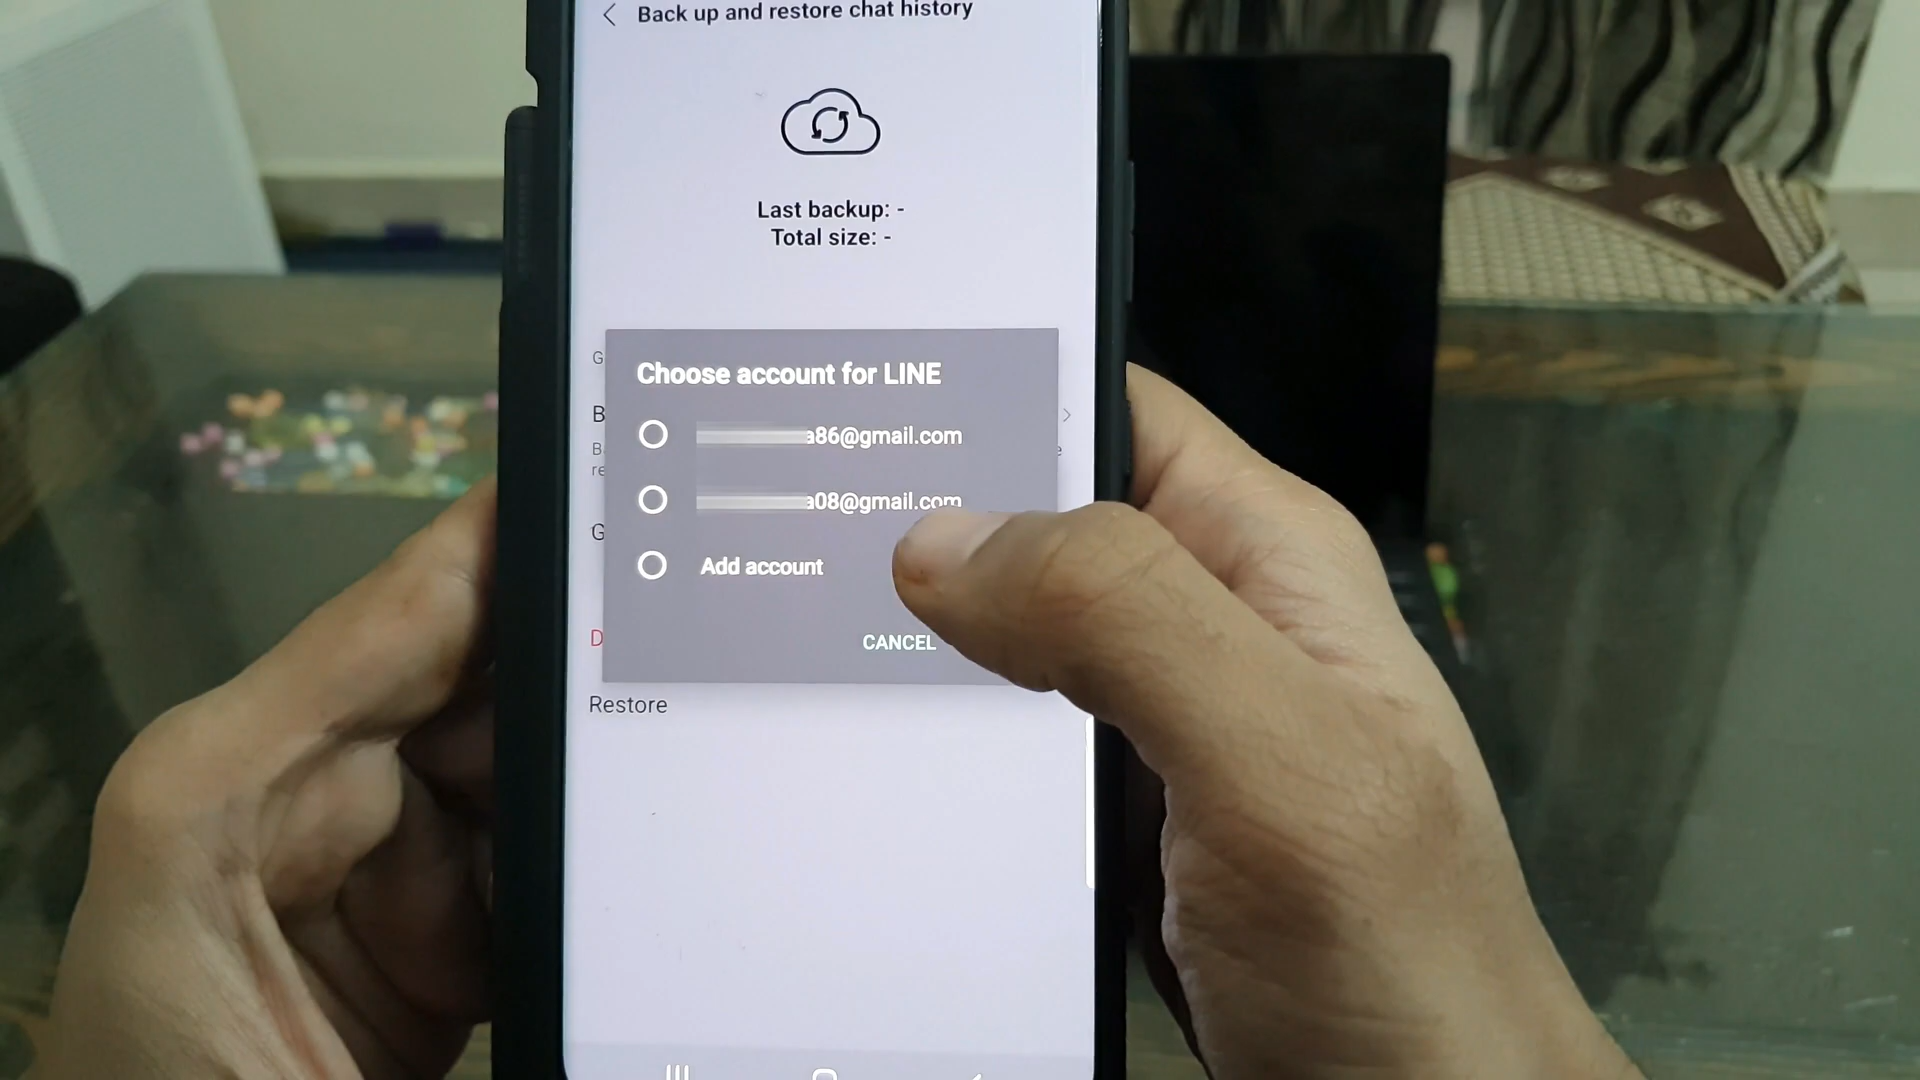 Back up and restore chat history
Last backup: -
Total size: -
G
Choose account for LINE
B
a86@gmail.com
B
re
e
a08@gmail.com
G
Add account
D
CANCEL
Restore